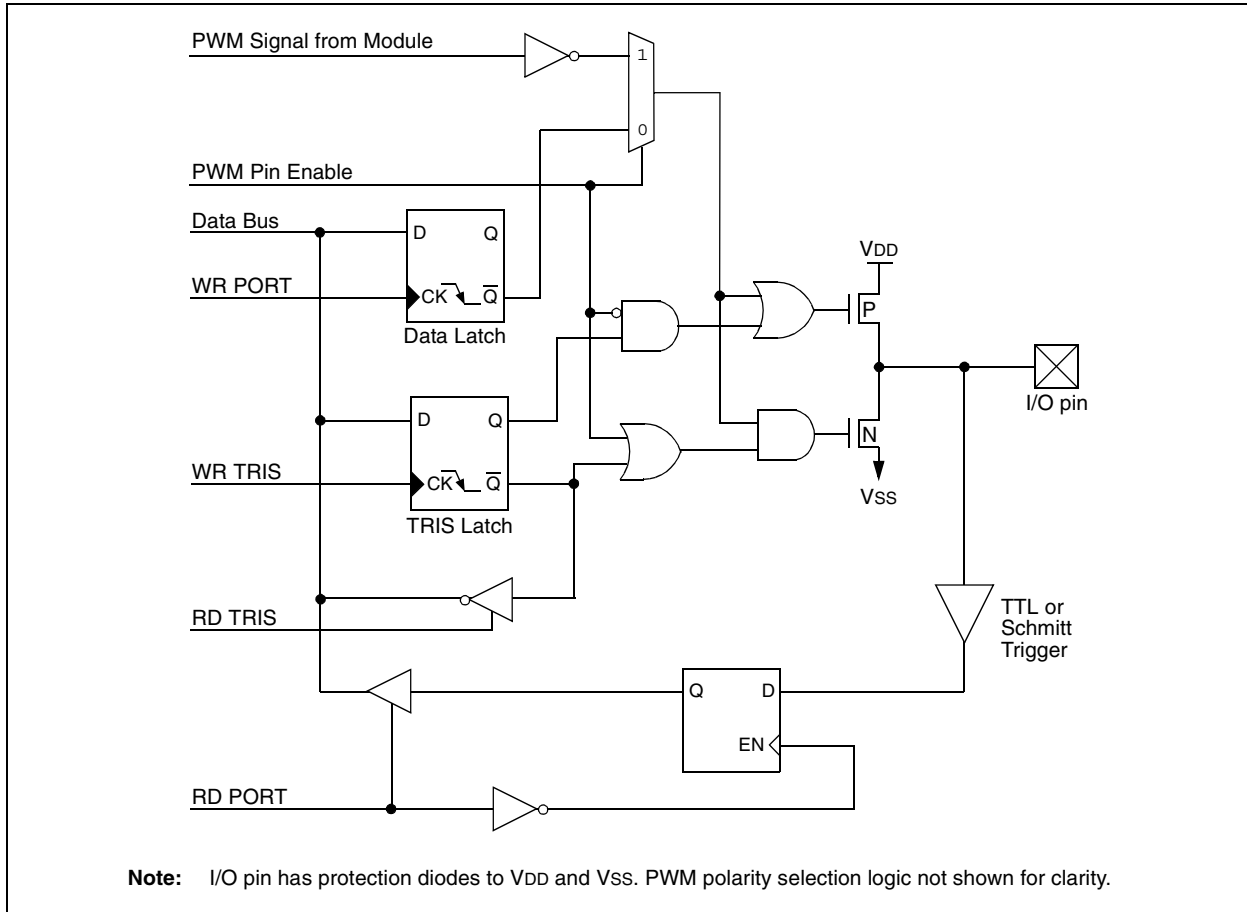 PWM Signal from Module
1
0
PWM Pin Enable
Data Bus
D Q
VDD
WR PORT
CK Q
P
Data Latch
I/O pin
D Q
N
WR TRIS
CK Q
VSS
TRIS Latch
RD TRIS
TTL or
Schmitt
Trigger
Q D
EN
RD PORT
Note: I/O pin has protection diodes to VDD and VSS. PWM polarity selection logic not shown for clarity.